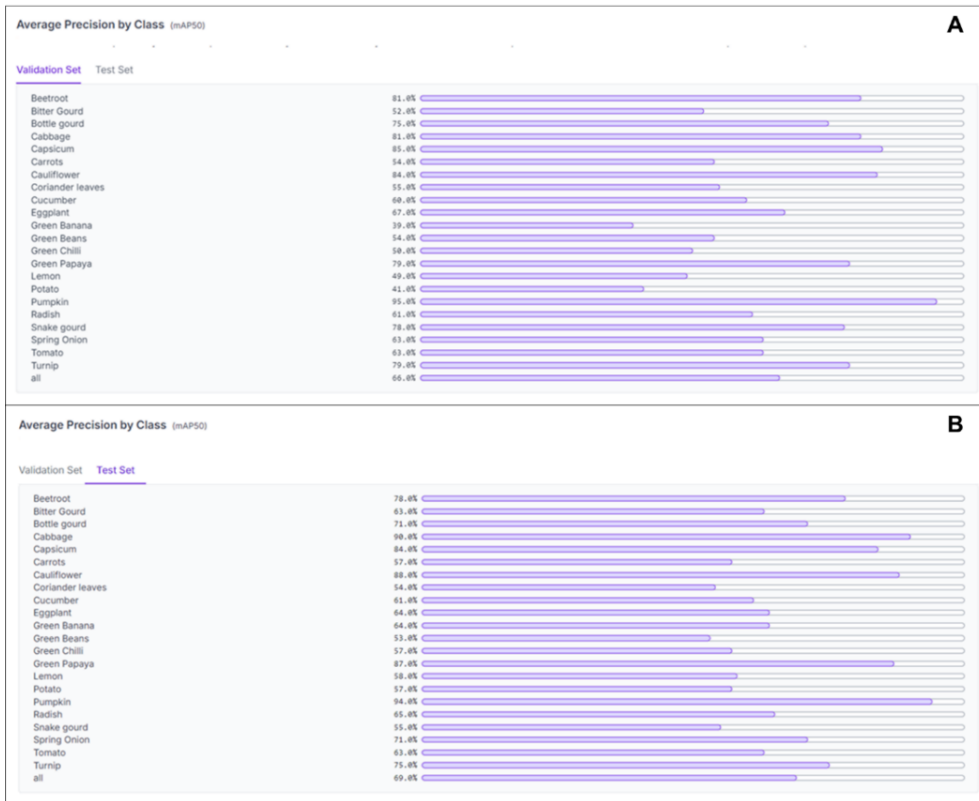 Average Precision by Class (mAP50) A
Validation Set Test Set
Beetroot 81.0%
Bitter Gourd 52.0%
Bottle gourd 75.0%
Cabbage 81.0%
Capsicum 85.0%
Carrots 54.0%
Cauliflower 84.0%
Coriander leaves 55.0%
Cucumber 60.0%
Eggplant 67.0%
Green Banana 39.0%
Green Beans 54.0%
Green Chilli 50.0%
Green Papaya 79.0%
Lemon 49.0%
Potato 41.0%
Pumpkin 95.0%
Radish 61.0%
Snake gourd 78.0%
Spring Onion 63.0%
Tomato 63.0%
Turnip 79.0%
all 66.0%
Average Precision by Class (mAP50) B
Validation Set Test Set
Beetroot 78.0%
Bitter Gourd 63.0%
Bottle gourd 71.0%
Cabbage 90.0%
Capsicum 84.0%
Carrots 57.0%
Cauliflower 88.0%
Coriander leaves 54.0%
Cucumber 61.0%
Eggplant 64.0%
Green Banana 64.0%
Green Beans 53.0%
Green Chilli 57.0%
Green Papaya 87.0%
Lemon 58.0%
Potato 57.0%
Pumpkin 94.0%
Radish 65.0%
Snake gourd 55.0%
Spring Onion 71.0%
Tomato 63.0%
Turnip 75.0%
all 69.0%